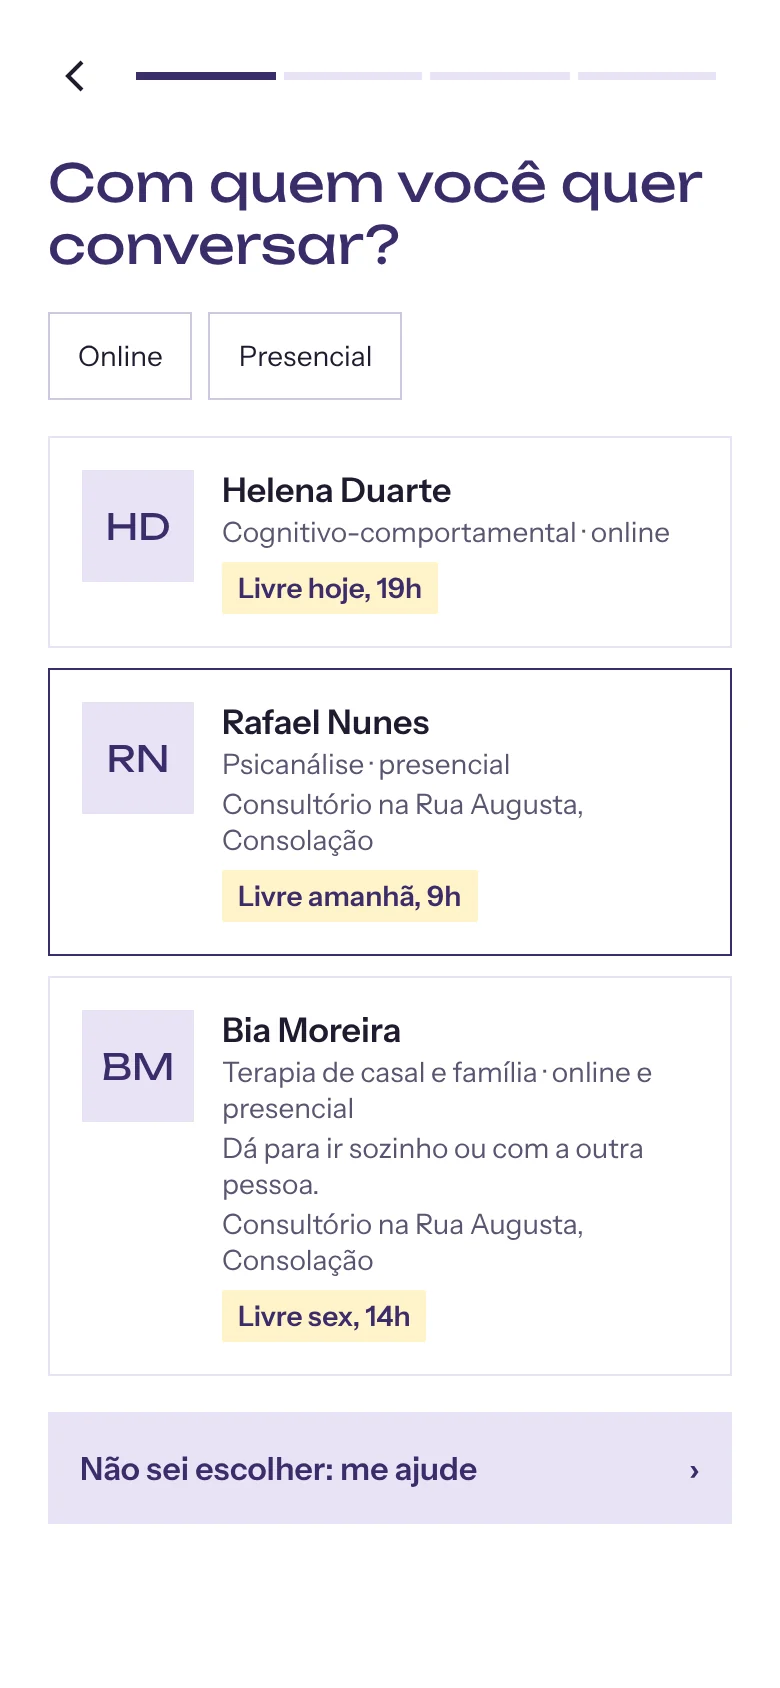 Com quem você quer
conversar?
Online
Presencial
HD
Helena Duarte
Cognitivo-comportamental · online
Livre hoje, 19h
RN
Rafael Nunes
Psicanálise · presencial
Consultório na Rua Augusta,
Consolação
Livre amanhã, 9h
BM
Bia Moreira
Terapia de casal e família · online e
presencial
Dá para ir sozinho ou com a outra
pessoa.
Consultório na Rua Augusta,
Consolação
Livre sex, 14h
Não sei escolher: me ajude ›